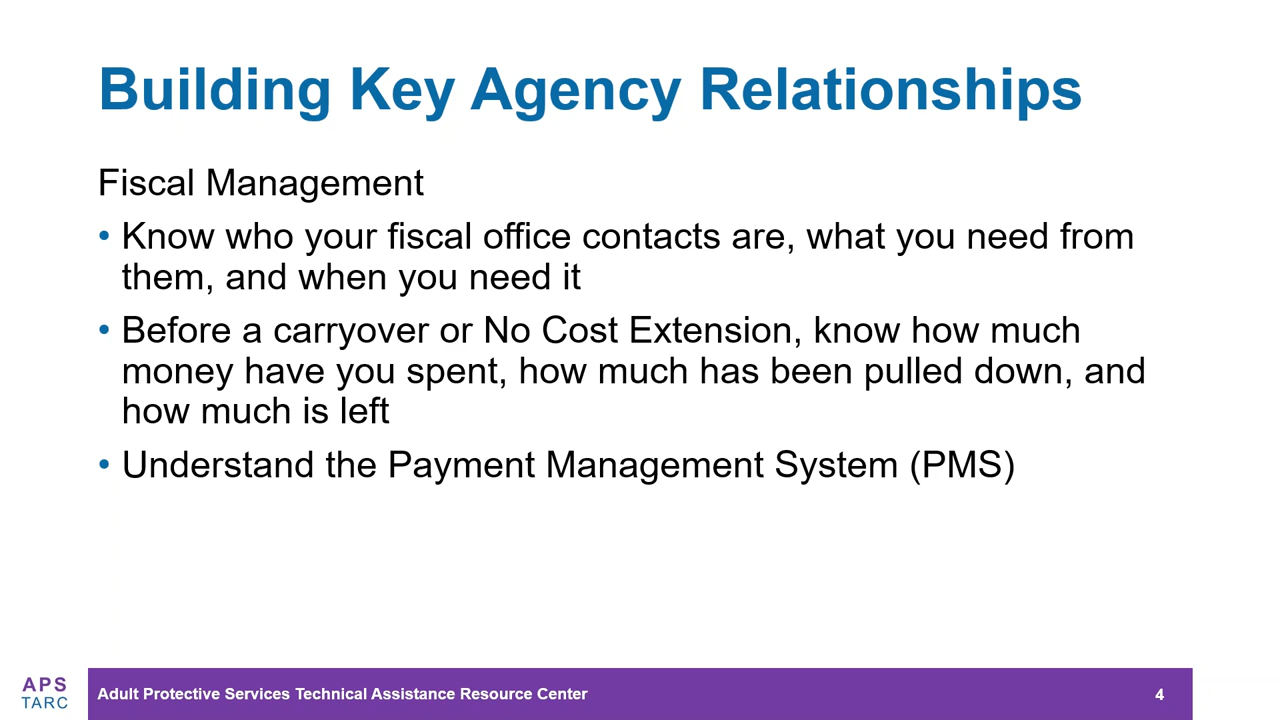 Building Key Agency Relationships
Fiscal Management
• Know who your fiscal office contacts are, what you need from
them, and when you need it
• Before a carryover or No Cost Extension, know how much
money have you spent, how much has been pulled down, and
how much is left
• Understand the Payment Management System (PMS)
APS
TARC
Adult Protective Services Technical Assistance Resource Center
4